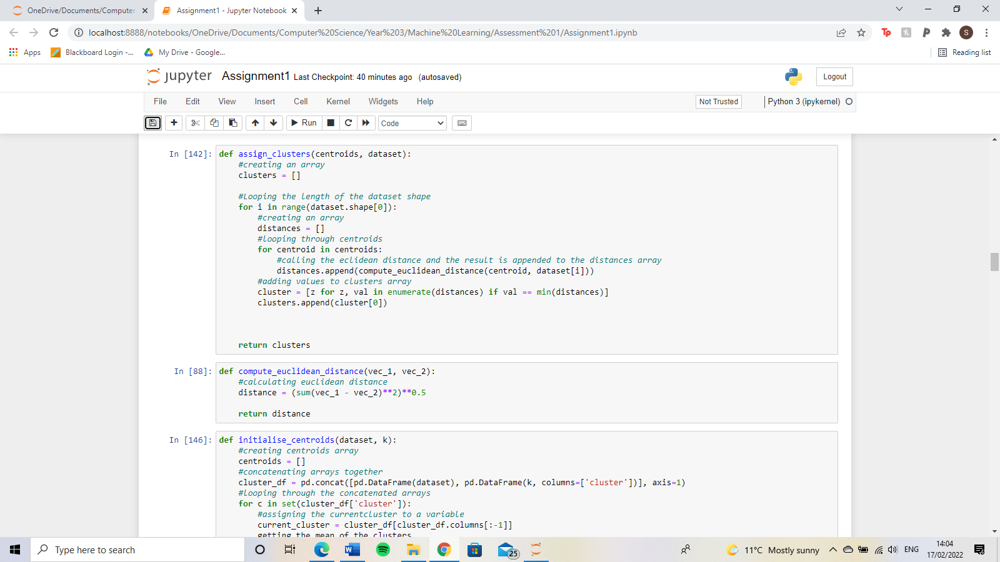 OneDrive/Documents/Computer
Assignment1 - Jupyter Notebook
localhost:8888/notebooks/OneDrive/Documents/Computer%20Science/Year%203/Machine%20Learning/Assessment%201/Assignment1.ipynb
Tp
S
Apps
Blackboard Login -...
My Drive - Google...
Reading list
jupyter Assignment1 Last Checkpoint: 40 minutes ago (autosaved)
Logout
File Edit View Insert Cell Kernel Widgets Help
Not Trusted
Python 3 (ipykernel)
Run
Code
In [142]: def assign_clusters(centroids, dataset):
    #creating an array
    clusters = []
    #Looping the length of the dataset shape
    for i in range(dataset.shape[0]):
        #creating an array
        distances = []
        #looping through centroids
        for centroid in centroids:
            #calling the eclidean distance and the result is appended to the distances array
            distances.append(compute_euclidean_distance(centroid, dataset[i]))
        #adding values to clusters array
        cluster = [z for z, val in enumerate(distances) if val == min(distances)]
        clusters.append(cluster[0])
    return clusters
In [88]: def compute_euclidean_distance(vec_1, vec_2):
    #calculating euclidean distance
    distance = (sum(vec_1 - vec_2)**2)**0.5
    return distance
In [146]: def initialise_centroids(dataset, k):
    #creating centroids array
    centroids = []
    #concatenating arrays together
    cluster_df = pd.concat([pd.DataFrame(dataset), pd.DataFrame(k, columns=['cluster'])], axis=1)
    #looping through the concatenated arrays
    for c in set(cluster_df['cluster']):
        #assigning the currentcluster to a variable
        current_cluster = cluster_df[cluster_df.columns[:-1]]
        getting the mean of the clusters
Type here to search
25
11°C Mostly sunny
ENG
14:04
17/02/2022